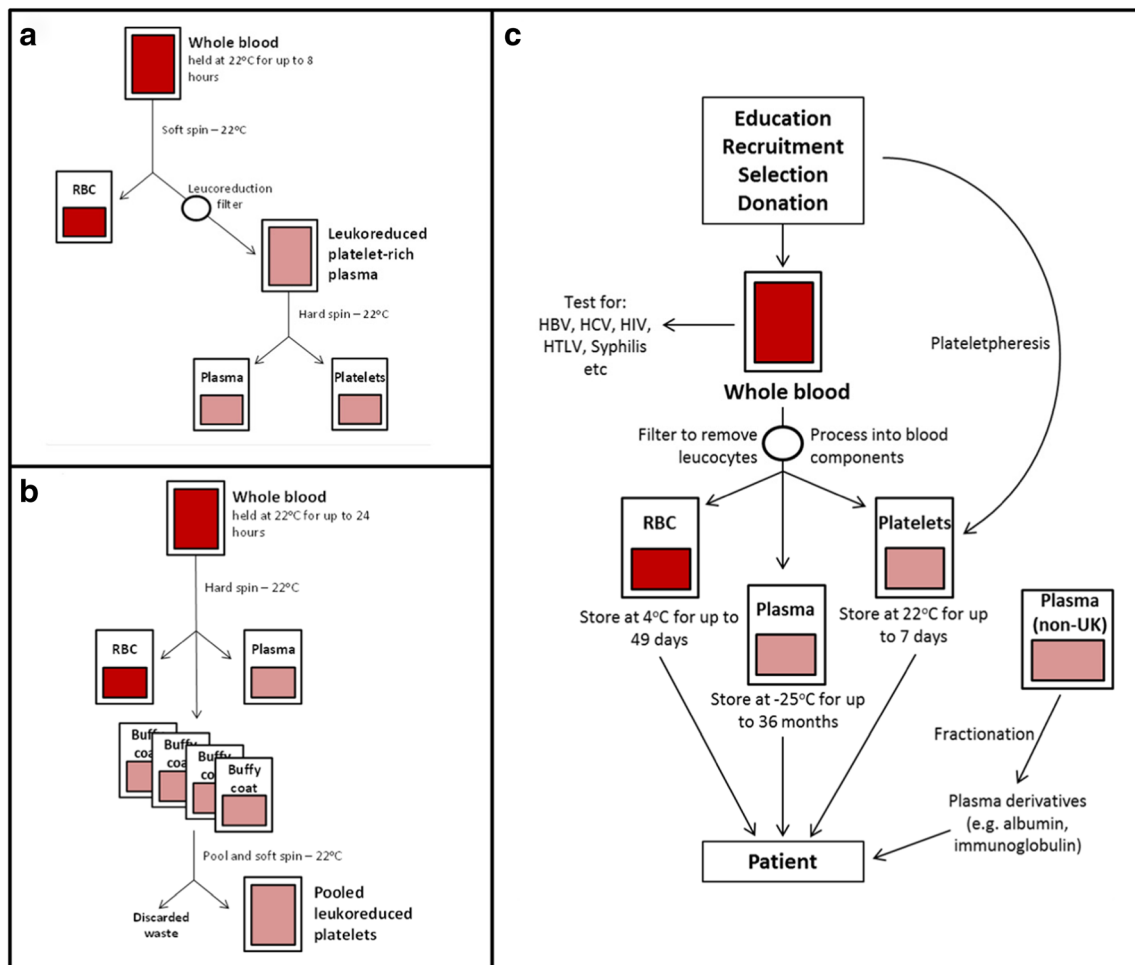 a
Whole blood
held at 22ºC for up to 8
hours
Soft spin – 22ºC
RBC
Leucoreduction
filter
Leukoreduced
platelet-rich
plasma
Hard spin – 22ºC
Plasma
Platelets
b
Whole blood
held at 22ºC for up to 24
hours
Hard spin – 22ºC
RBC
Plasma
Buffy
Buffy
Buffy
Buffy
coat
Pool and soft spin – 22ºC
Discarded
waste
Pooled
leukoreduced
platelets
c
Education
Recruitment
Selection
Donation
Test for:
HBV, HCV, HIV,
HTLV, Syphilis
etc
Plateletpheresis
Whole blood
Filter to remove
leucocytes
Process into blood
components
RBC
Platelets
Plasma
Store at 4ºC for up to
49 days
Store at 22ºC for up
to 7 days
Plasma
(non-UK)
Store at -25ºC for up
to 36 months
Fractionation
Plasma derivatives
(e.g. albumin,
immunoglobulin)
Patient